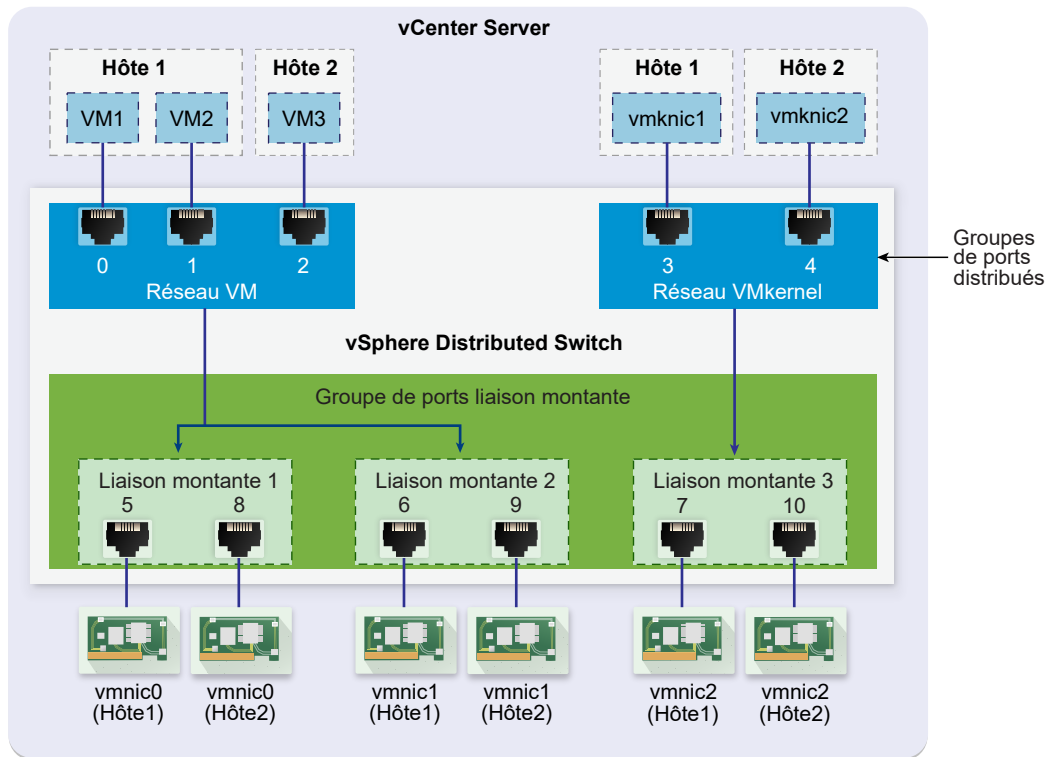 vCenter Server
Hôte 1
Hôte 2
Hôte 1
Hôte 2
VM1
VM2
VM3
vmknic1
vmknic2
0
1
2
3
4
Réseau VM
Réseau VMkernel
Groupes
de ports
distribués
vSphere Distributed Switch
Groupe de ports liaison montante
Liaison montante 1
Liaison montante 2
Liaison montante 3
5
8
6
9
7
10
vmnic0
(Hôte1)
vmnic0
(Hôte2)
vmnic1
(Hôte1)
vmnic1
(Hôte2)
vmnic2
(Hôte1)
vmnic2
(Hôte2)